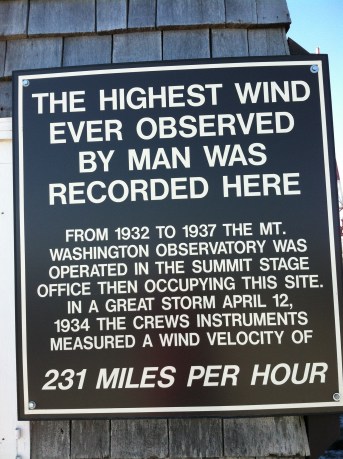 THE HIGHEST WIND
EVER OBSERVED
BY MAN WAS
RECORDED HERE
FROM 1932 TO 1937 THE MT.
WASHINGTON OBSERVATORY WAS
OPERATED IN THE SUMMIT STAGE
OFFICE THEN OCCUPYING THIS SITE.
IN A GREAT STORM APRIL 12,
1934 THE CREWS INSTRUMENTS
MEASURED A WIND VELOCITY OF
231 MILES PER HOUR